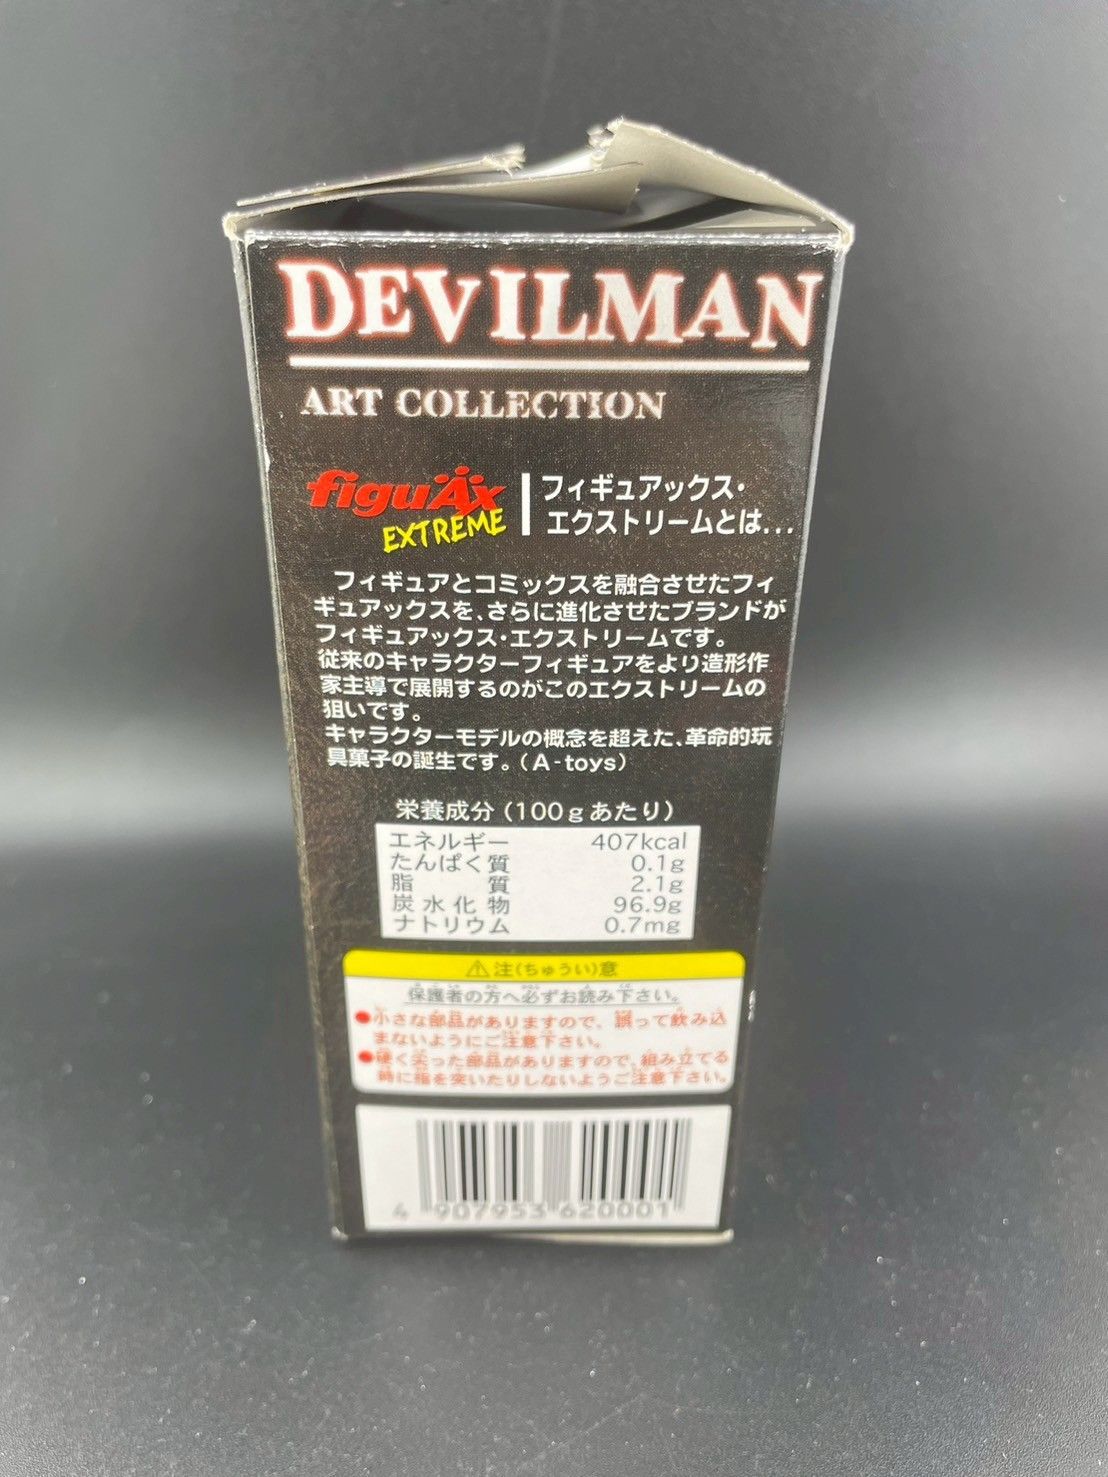 DEVILMAN
ART COLLECTION
figuAx
EXTREME
フィギュアックス・
エクストリームとは...
フィギュアとコミックスを融合させたフィ
ギュアックスを、さらに進化させたブランドが
フィギュアックス・エクストリームです。
従来のキャラクターフィギュアをより造形作
家主導で展開するのがこのエクストリームの
狙いです。
キャラクターモデルの概念を超えた、革命的玩
具菓子の誕生です。(A-toys)
栄養成分(100gあたり)
エネルギー 407kcal
たんぱく質 0.1g
脂質 2.1g
炭水化物 96.9g
ナトリウム 0.7mg
⚠注(ちゅうい)意
保護者の方へ必ずお読み下さい。
●小さな部品がありますので、誤って飲み込
まないようにご注意下さい。
●硬く尖った部品がありますので、組み立てる
時に指を突いたりしないようご注意下さい。
4 907953 620001